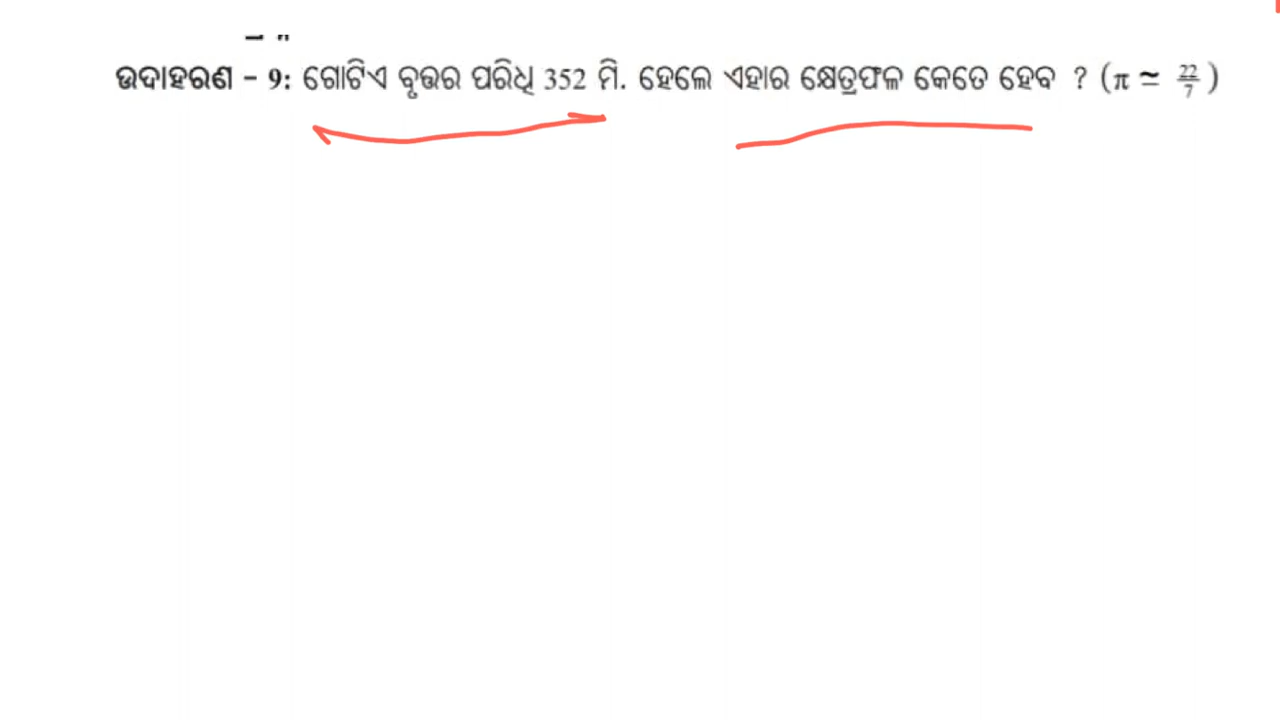 ଉଦାହରଣ – 9: ଗୋଟିଏ ବୃତ୍ତର ପରିଧି 352 ମି. ହେଲେ ଏହାର କ୍ଷେତ୍ରଫଳ କେତେ ହେବ ? (π ≃ 22/7)